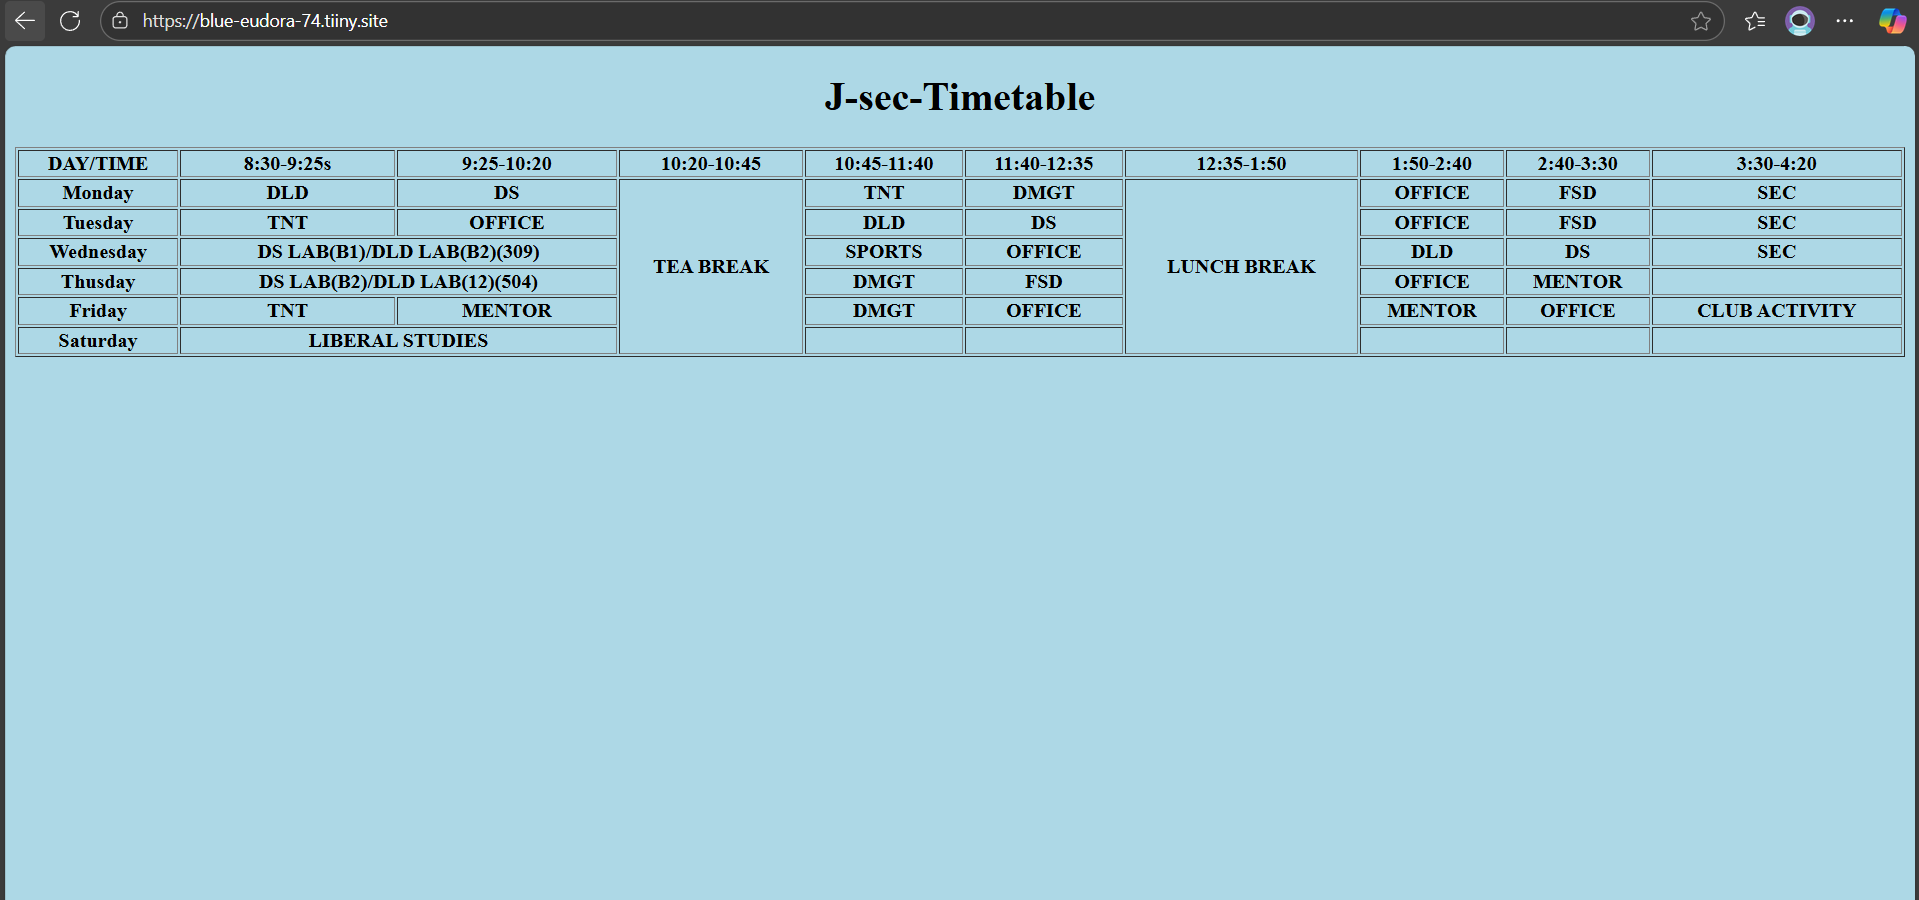 https://blue-eudora-74.tiiny.site
J-sec-Timetable
DAY/TIME 8:30-9:25s 9:25-10:20 10:20-10:45 10:45-11:40 11:40-12:35 12:35-1:50 1:50-2:40 2:40-3:30 3:30-4:20
Monday DLD DS TEA BREAK TNT DMGT LUNCH BREAK OFFICE FSD SEC
Tuesday TNT OFFICE DLD DS OFFICE FSD SEC
Wednesday DS LAB(B1)/DLD LAB(B2)(309) SPORTS OFFICE DLD DS SEC
Thusday DS LAB(B2)/DLD LAB(12)(504) DMGT FSD OFFICE MENTOR
Friday TNT MENTOR DMGT OFFICE MENTOR OFFICE CLUB ACTIVITY
Saturday LIBERAL STUDIES